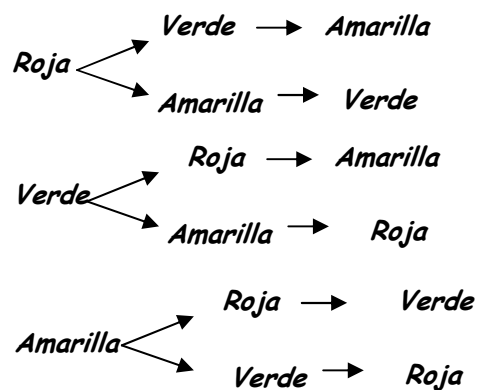 Verde → Amarilla
Roja
Amarilla → Verde
Roja → Amarilla
Verde
Amarilla → Roja
Roja → Verde
Amarilla
Verde → Roja